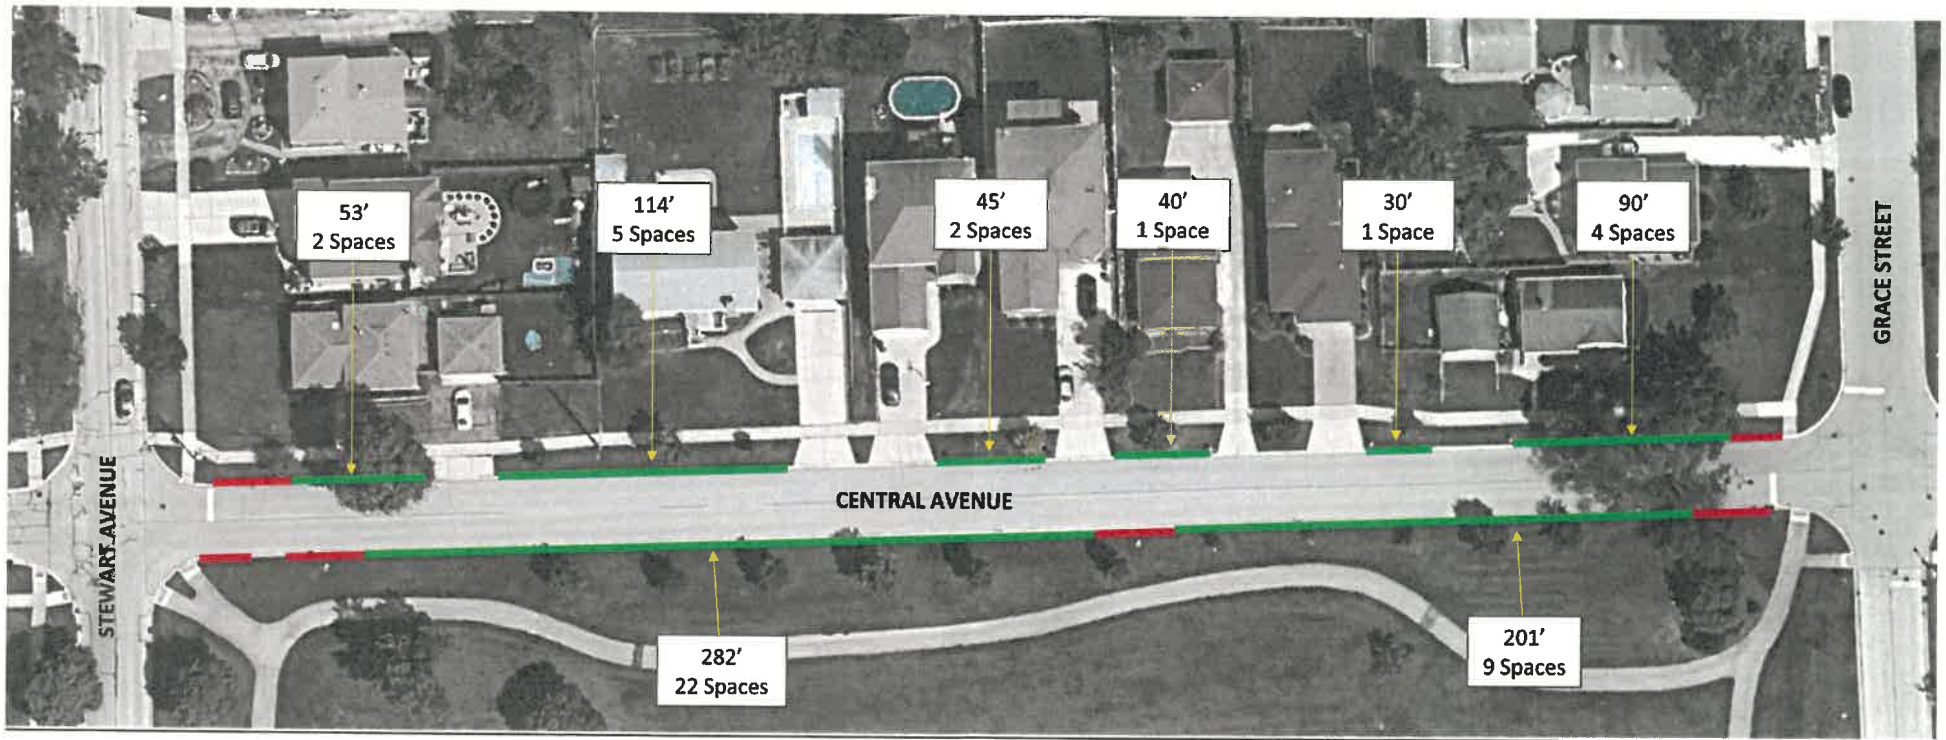 53'
2 Spaces
114'
5 Spaces
45'
2 Spaces
40'
1 Space
30'
1 Space
90'
4 Spaces
GRACE STREET
STEWART AVENUE
CENTRAL AVENUE
282'
22 Spaces
201'
9 Spaces